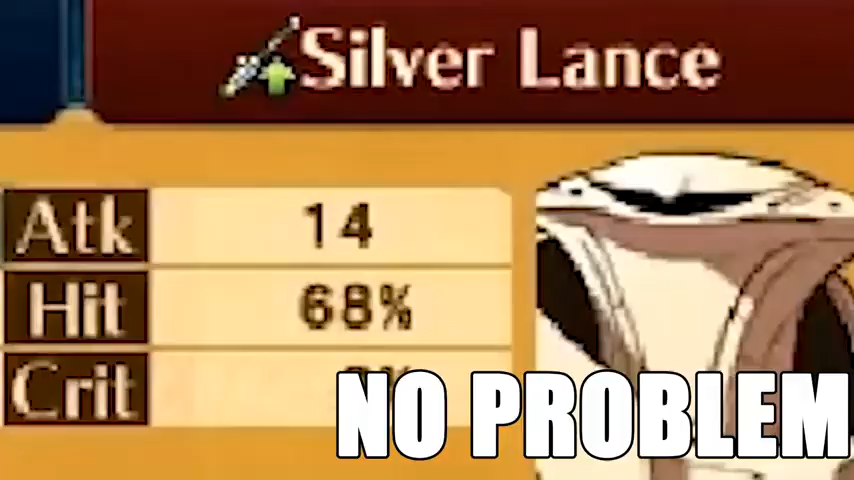 Silver Lance
Atk 14
Hit 68%
Crit
NO PROBLEM